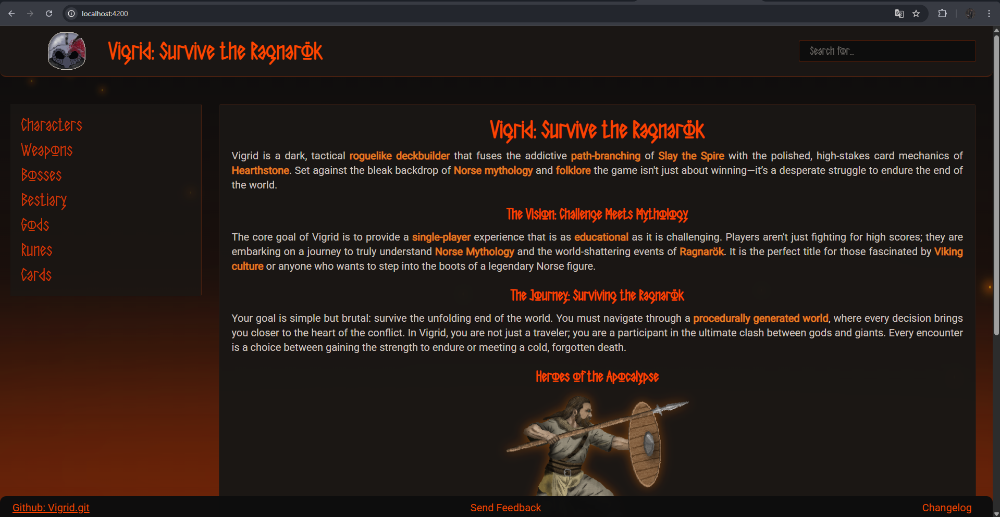 localhost:4200
Vigrid: Survive the Ragnarök
Search for...
Characters
Weapons
Bosses
Bestiary
Gods
Runes
Cards
Vigrid: Survive the Ragnarök
Vigrid is a dark, tactical roguelike deckbuilder that fuses the addictive path-branching of Slay the Spire with the polished, high-stakes card mechanics of
Hearthstone. Set against the bleak backdrop of Norse mythology and folklore the game isn't just about winning—it’s a desperate struggle to endure the end of
the world.
The Vision: Challenge Meets Mythology
The core goal of Vigrid is to provide a single-player experience that is as educational as it is challenging. Players aren't just fighting for high scores; they are
embarking on a journey to truly understand Norse Mythology and the world-shattering events of Ragnarök. It is the perfect title for those fascinated by Viking
culture or anyone who wants to step into the boots of a legendary Norse figure.
The Journey: Surviving the Ragnarök
Your goal is simple but brutal: survive the unfolding end of the world. You must navigate through a procedurally generated world, where every decision brings
you closer to the heart of the conflict. In Vigrid, you are not just a traveler; you are a participant in the ultimate clash between gods and giants. Every encounter
is a choice between gaining the strength to endure or meeting a cold, forgotten death.
Heroes of the Apocalypse
Github: Vigrid.git
Send Feedback
Changelog